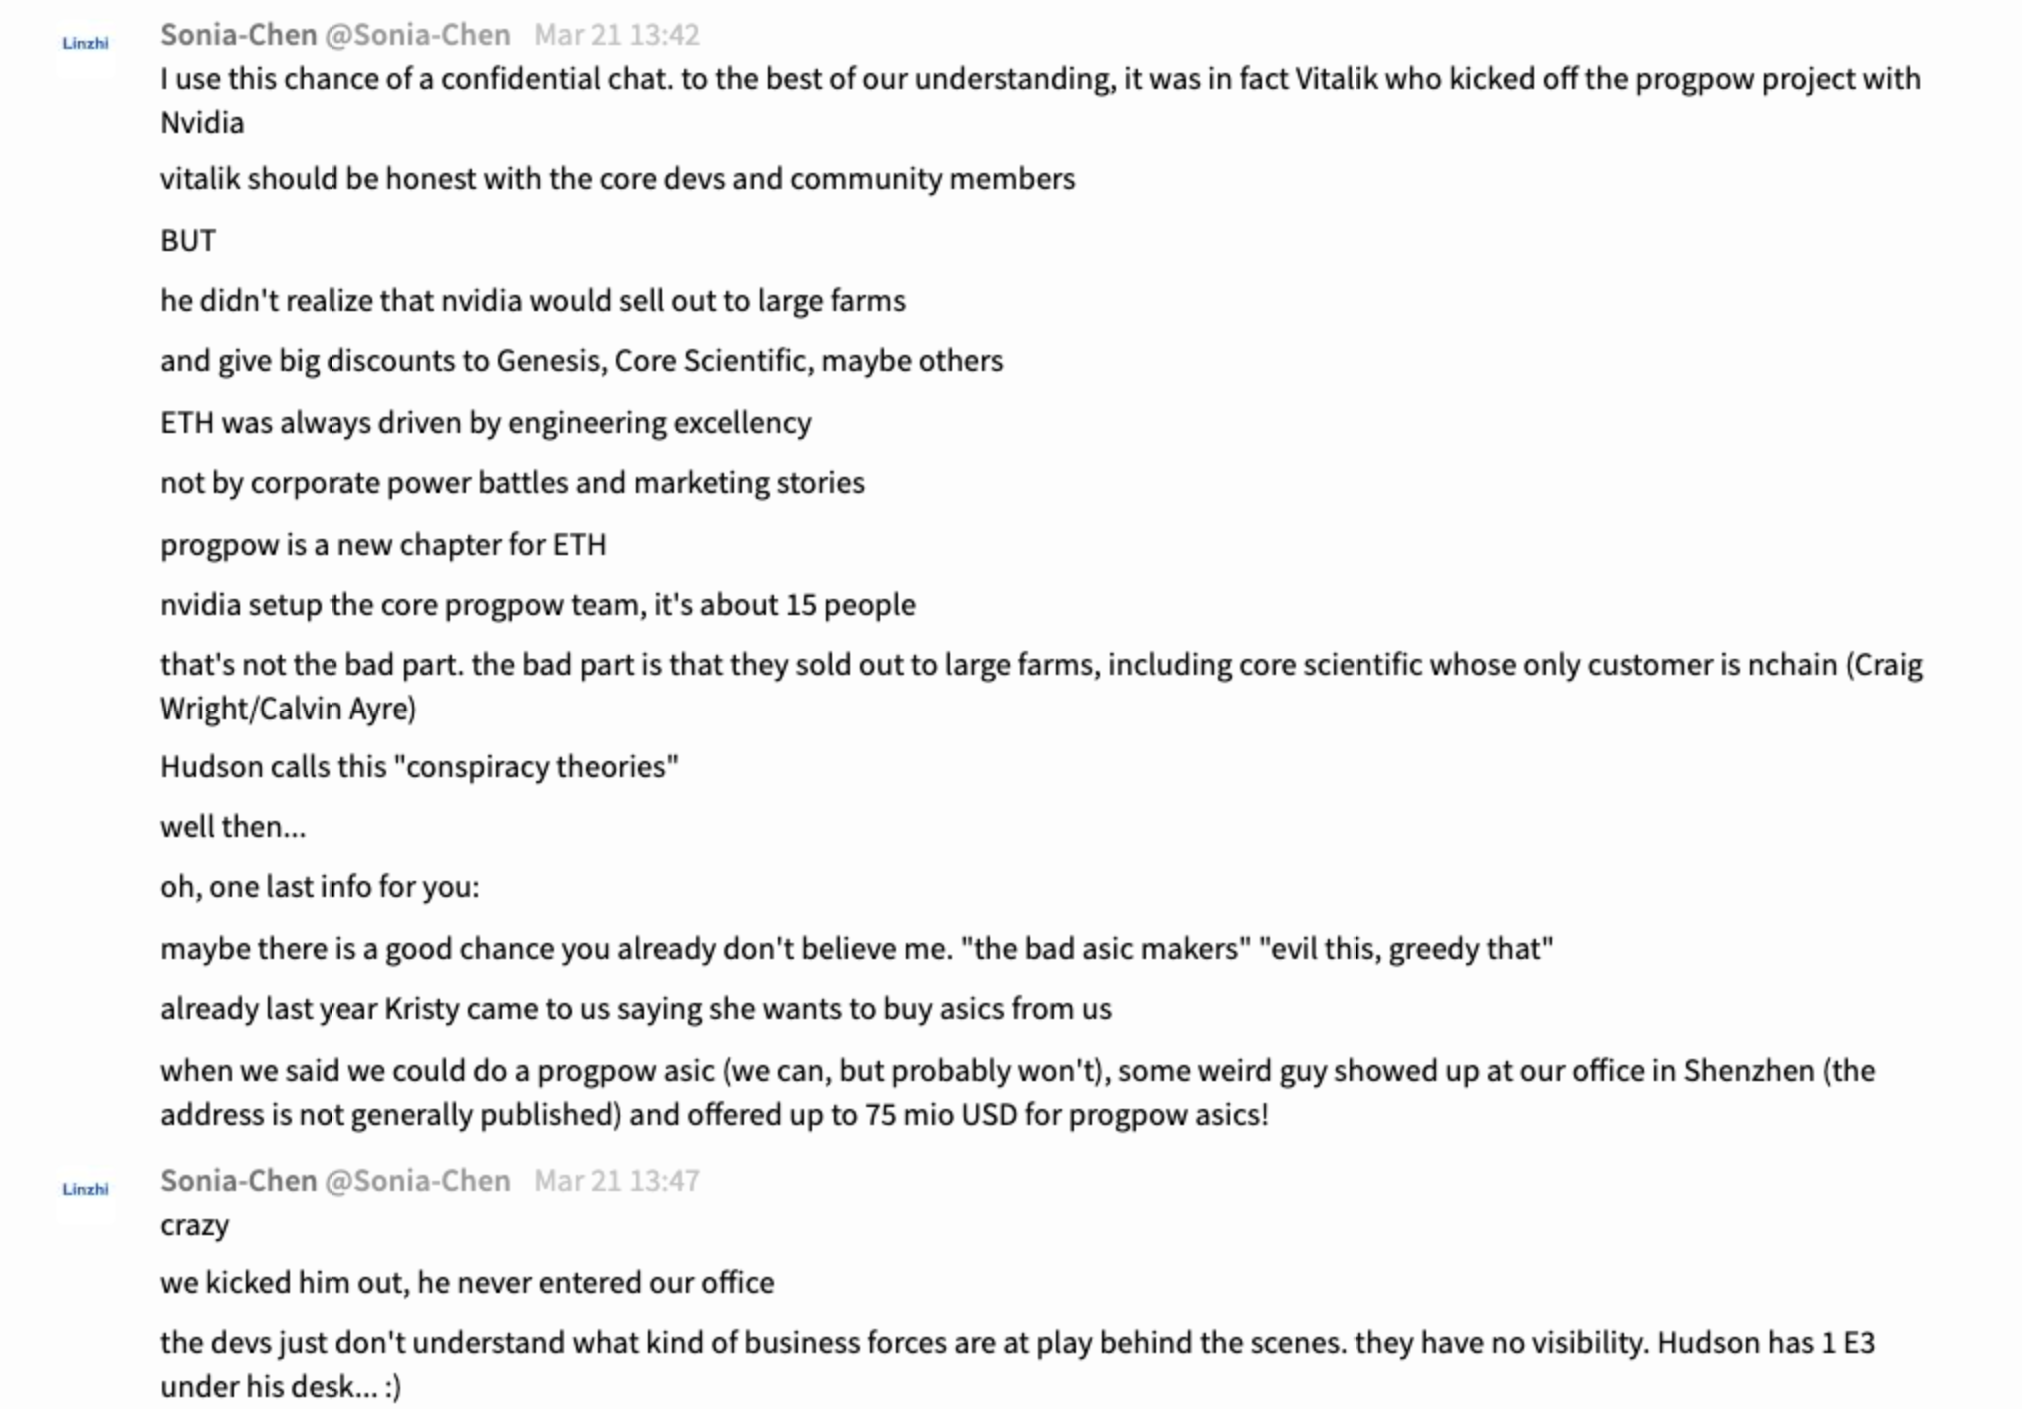 Linzhi
Sonia-Chen @Sonia-Chen Mar 21 13:42
I use this chance of a confidential chat. to the best of our understanding, it was in fact Vitalik who kicked off the progpow project with
Nvidia
vitalik should be honest with the core devs and community members
BUT
he didn't realize that nvidia would sell out to large farms
and give big discounts to Genesis, Core Scientific, maybe others
ETH was always driven by engineering excellency
not by corporate power battles and marketing stories
progpow is a new chapter for ETH
nvidia setup the core progpow team, it's about 15 people
that's not the bad part. the bad part is that they sold out to large farms, including core scientific whose only customer is nchain (Craig
Wright/Calvin Ayre)
Hudson calls this "conspiracy theories"
well then...
oh, one last info for you:
maybe there is a good chance you already don't believe me. "the bad asic makers" "evil this, greedy that"
already last year Kristy came to us saying she wants to buy asics from us
when we said we could do a progpow asic (we can, but probably won't), some weird guy showed up at our office in Shenzhen (the
address is not generally published) and offered up to 75 mio USD for progpow asics!
Linzhi
Sonia-Chen @Sonia-Chen Mar 21 13:47
crazy
we kicked him out, he never entered our office
the devs just don't understand what kind of business forces are at play behind the scenes. they have no visibility. Hudson has 1 E3
under his desk... :)